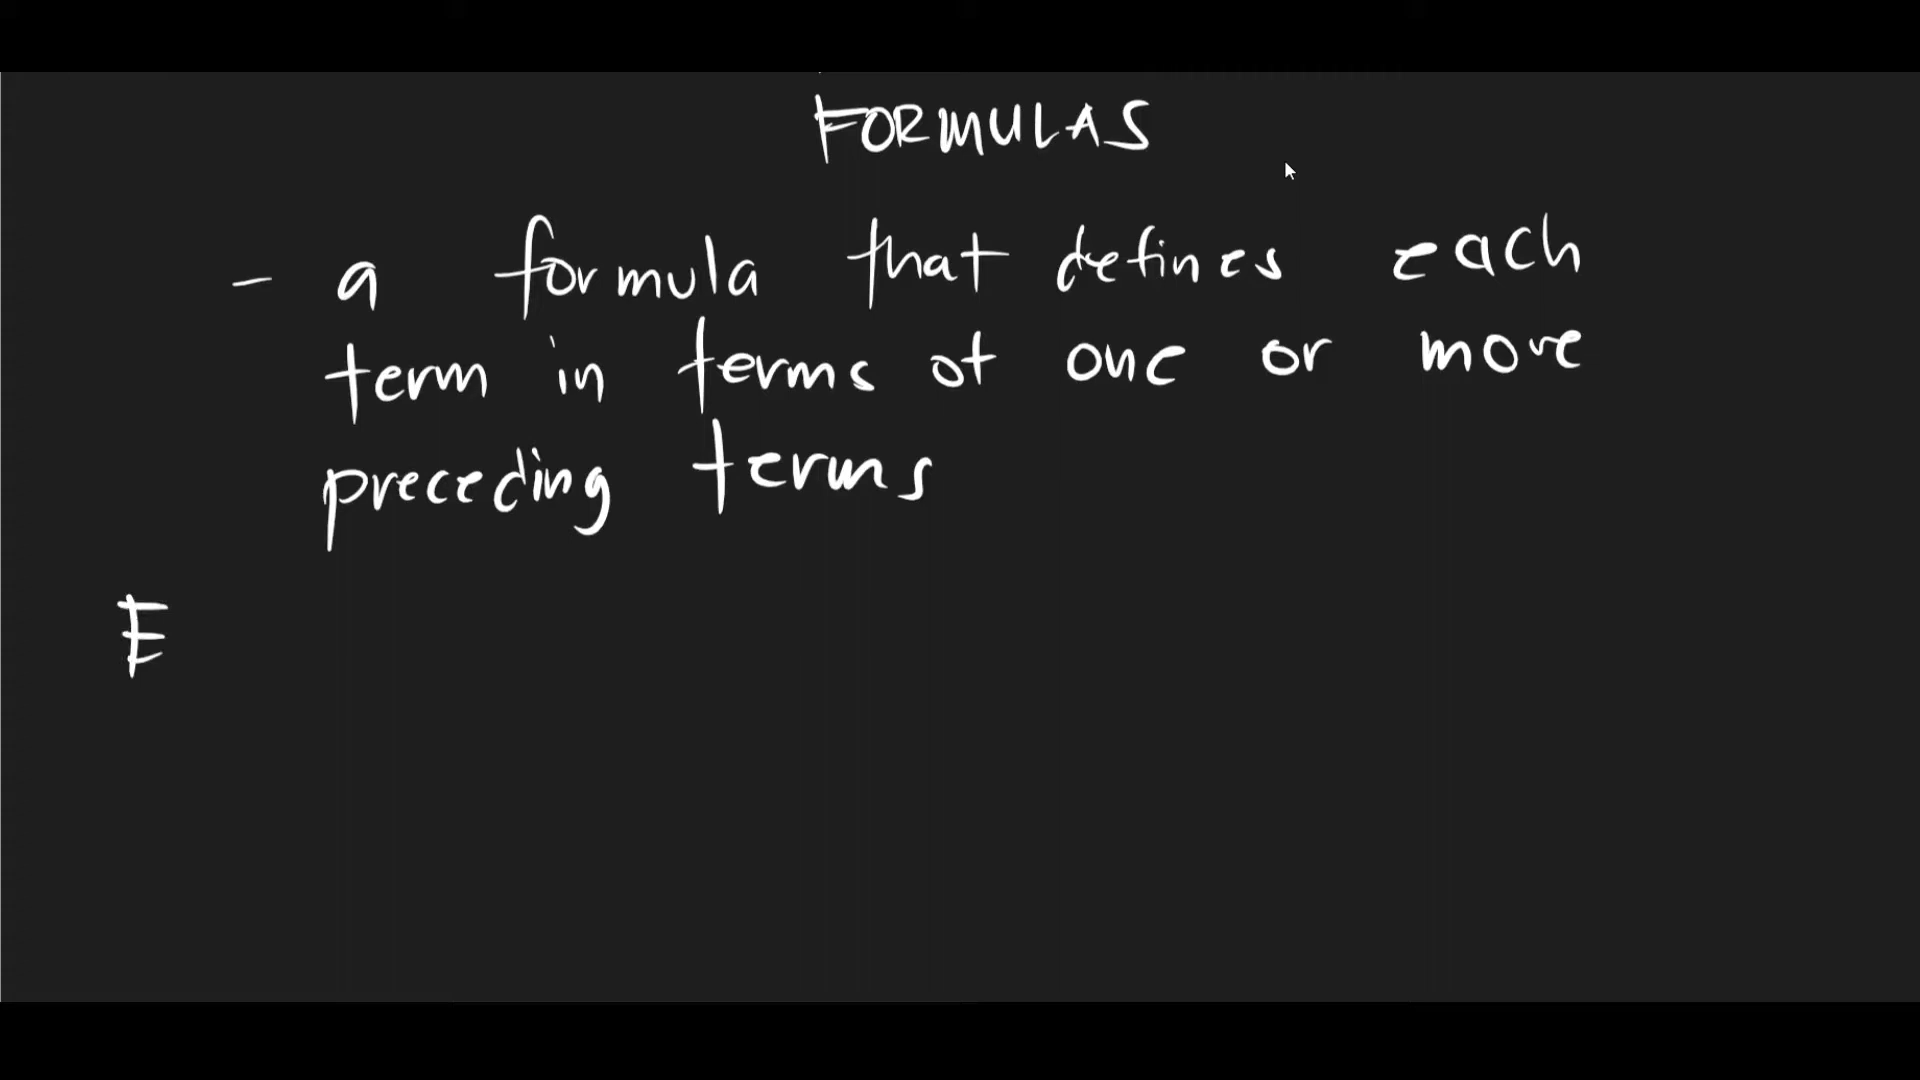 FORMULAS
- a formula that defines each
term in terms of one or more
preceding terms
E